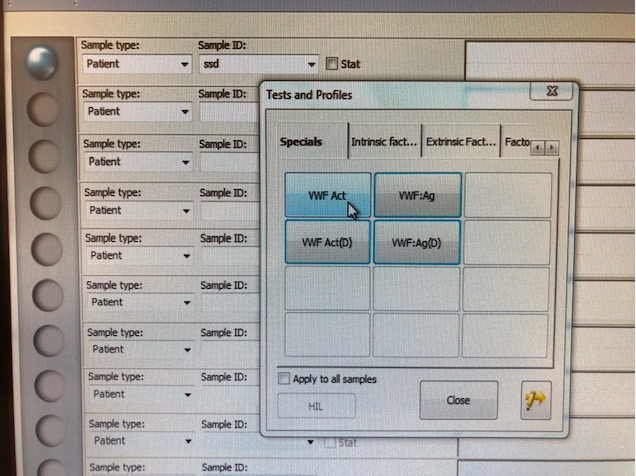 Sample type: Sample ID:
Patient ssd Stat
Tests and Profiles
Sample type: Sample ID:
Patient
Specials Intrinsic fact... Extrinsic Fact... Facto
Sample type: Sample ID:
Patient
VWF Act VWF:Ag
Sample type: Sample ID:
Patient
VWF Act(D) VWF:Ag(D)
Sample type: Sample ID:
Patient
Sample type: Sample ID:
Patient
Sample type: Sample ID:
Patient
Sample type: Sample ID:
Apply to all samples
Patient
HIL Close
Sample type: Sample ID:
Patient Stat
Sample type: Sample ID: